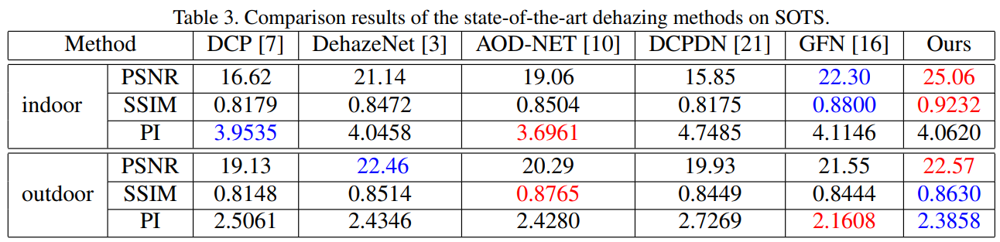 Table 3. Comparison results of the state-of-the-art dehazing methods on SOTS.
Method DCP [7] DehazeNet [3] AOD-NET [10] DCPDN [21] GFN [16] Ours
indoor PSNR 16.62 21.14 19.06 15.85 22.30 25.06
SSIM 0.8179 0.8472 0.8504 0.8175 0.8800 0.9232
PI 3.9535 4.0458 3.6961 4.7485 4.1146 4.0620
outdoor PSNR 19.13 22.46 20.29 19.93 21.55 22.57
SSIM 0.8148 0.8514 0.8765 0.8449 0.8444 0.8630
PI 2.5061 2.4346 2.4280 2.7269 2.1608 2.3858